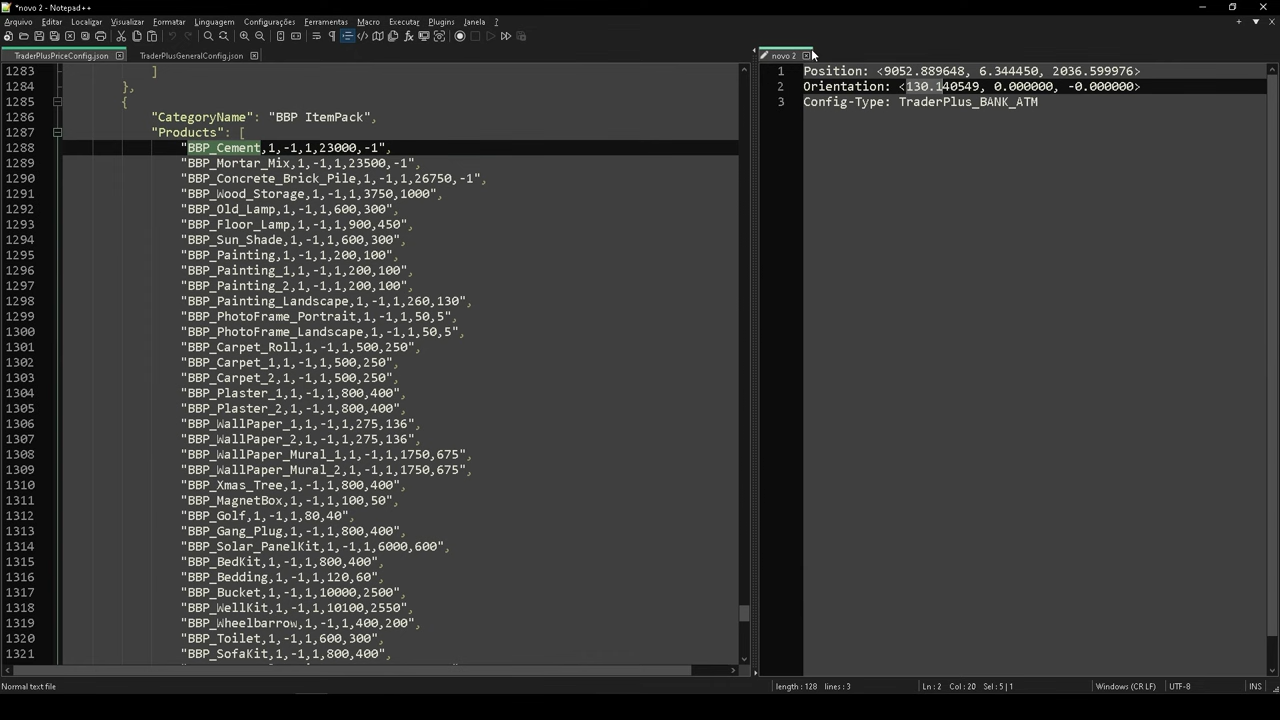 *novo 2 - Notepad++
Arquivo Editar Localizar Visualizar Formatar Linguagem Configurações Ferramentas Macro Executar Plugins Janela ?
TraderPlusPriceConfig.json TraderPlusGeneralConfig.json
1283 ]
1284 },
1285 {
1286 "CategoryName": "BBP ItemPack",
1287 "Products": [
1288 "BBP_Cement,1,-1,1,23000,-1",
1289 "BBP_Mortar_Mix,1,-1,1,23500,-1",
1290 "BBP_Concrete_Brick_Pile,1,-1,1,26750,-1",
1291 "BBP_Wood_Storage,1,-1,1,3750,1000",
1292 "BBP_Old_Lamp,1,-1,1,600,300",
1293 "BBP_Floor_Lamp,1,-1,1,900,450",
1294 "BBP_Sun_Shade,1,-1,1,600,300",
1295 "BBP_Painting,1,-1,1,200,100",
1296 "BBP_Painting_1,1,-1,1,200,100",
1297 "BBP_Painting_2,1,-1,1,200,100",
1298 "BBP_Painting_Landscape,1,-1,1,260,130",
1299 "BBP_PhotoFrame_Portrait,1,-1,1,50,5",
1300 "BBP_PhotoFrame_Landscape,1,-1,1,50,5",
1301 "BBP_Carpet_Roll,1,-1,1,500,250",
1302 "BBP_Carpet_1,1,-1,1,500,250",
1303 "BBP_Carpet_2,1,-1,1,500,250",
1304 "BBP_Plaster_1,1,-1,1,800,400",
1305 "BBP_Plaster_2,1,-1,1,800,400",
1306 "BBP_WallPaper_1,1,-1,1,275,136",
1307 "BBP_WallPaper_2,1,-1,1,275,136",
1308 "BBP_WallPaper_Mural_1,1,-1,1,1750,675",
1309 "BBP_WallPaper_Mural_2,1,-1,1,1750,675",
1310 "BBP_Xmas_Tree,1,-1,1,800,400",
1311 "BBP_MagnetBox,1,-1,1,100,50",
1312 "BBP_Golf,1,-1,1,80,40",
1313 "BBP_Gang_Plug,1,-1,1,800,400",
1314 "BBP_Solar_PanelKit,1,-1,1,6000,600",
1315 "BBP_BedKit,1,-1,1,800,400",
1316 "BBP_Bedding,1,-1,1,120,60",
1317 "BBP_Bucket,1,-1,1,10000,2500",
1318 "BBP_WellKit,1,-1,1,10100,2550",
1319 "BBP_Wheelbarrow,1,-1,1,400,200",
1320 "BBP_Toilet,1,-1,1,600,300",
1321 "BBP_SofaKit,1,-1,1,800,400",
novo 2
1 Position: <9052.889648, 6.344450, 2036.599976>
2 Orientation: <130.140549, 0.000000, -0.000000>
3 Config-Type: TraderPlus_BANK_ATM
Normal text file length: 128 lines: 3 Ln: 2 Col: 20 Sel: 5 | 1 Windows (CR LF) UTF-8 INS